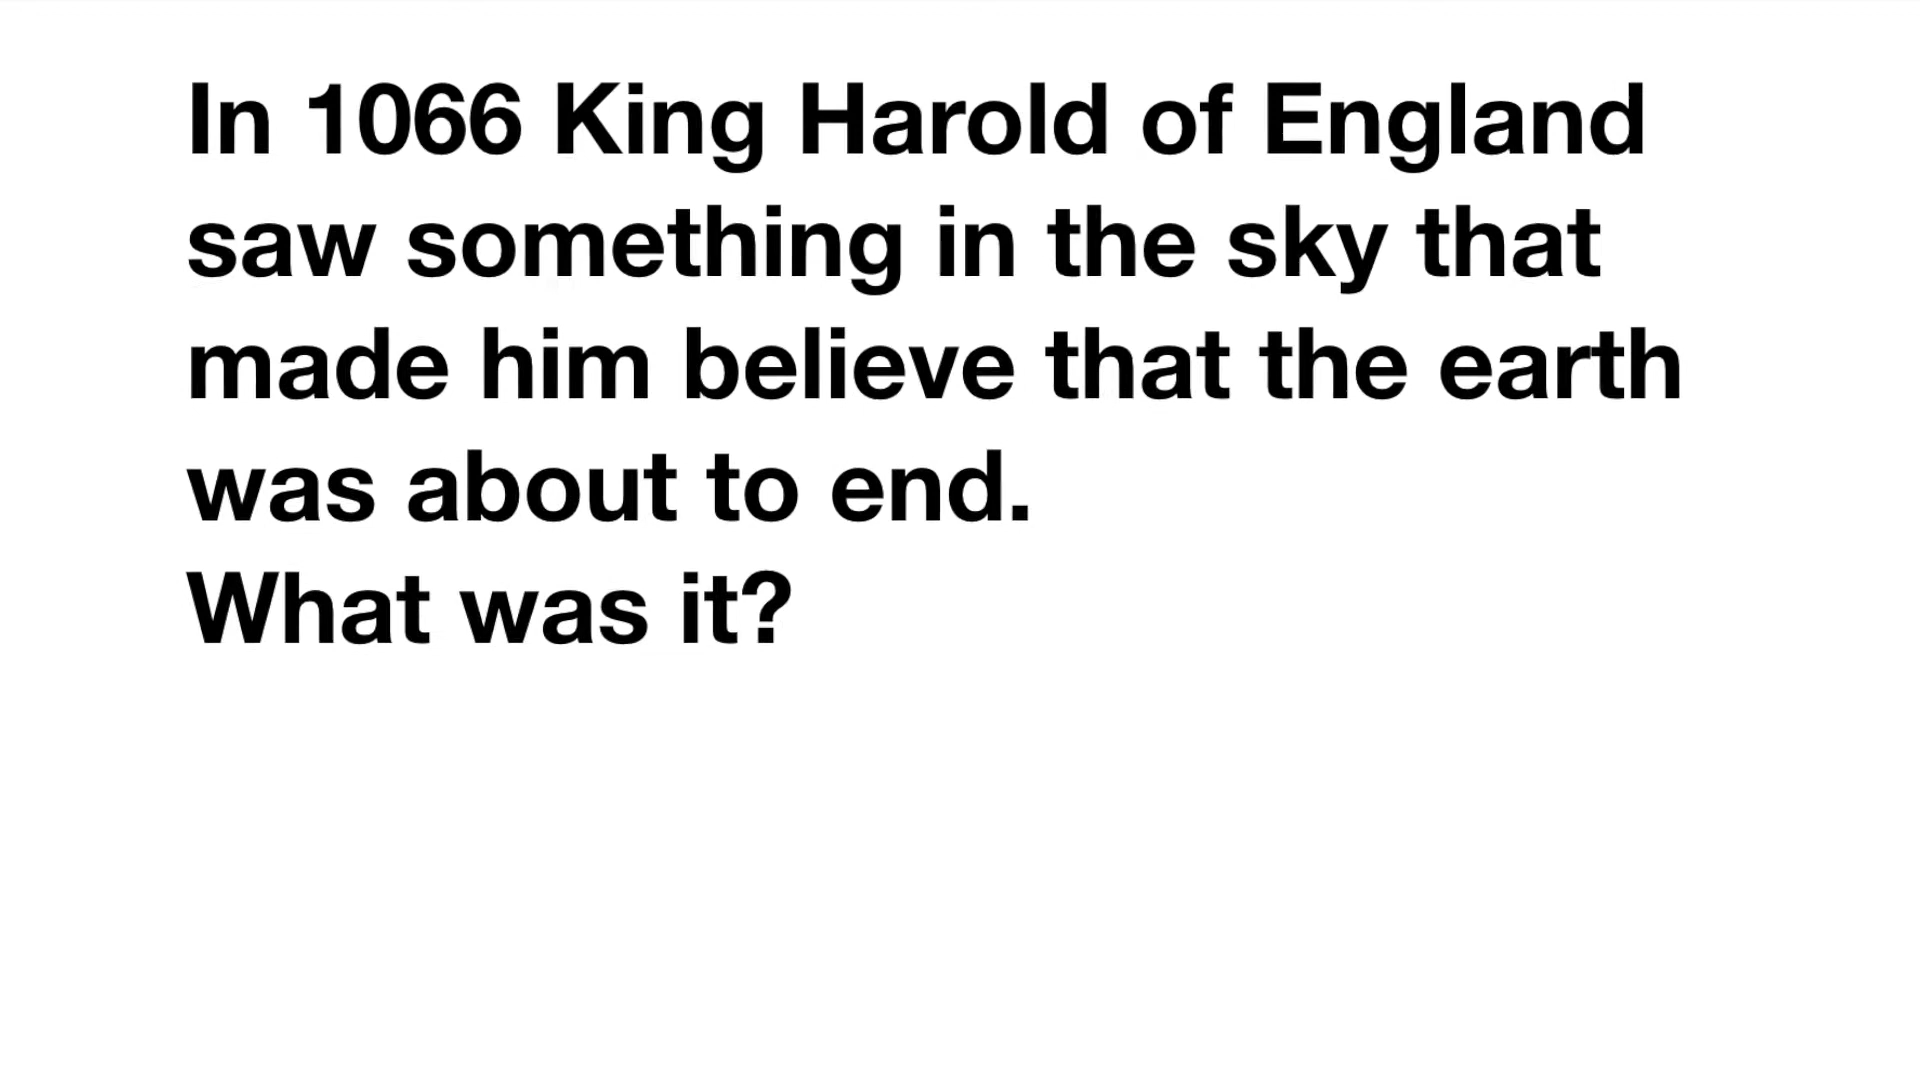 In 1066 King Harold of England
saw something in the sky that
made him believe that the earth
was about to end.
What was it?